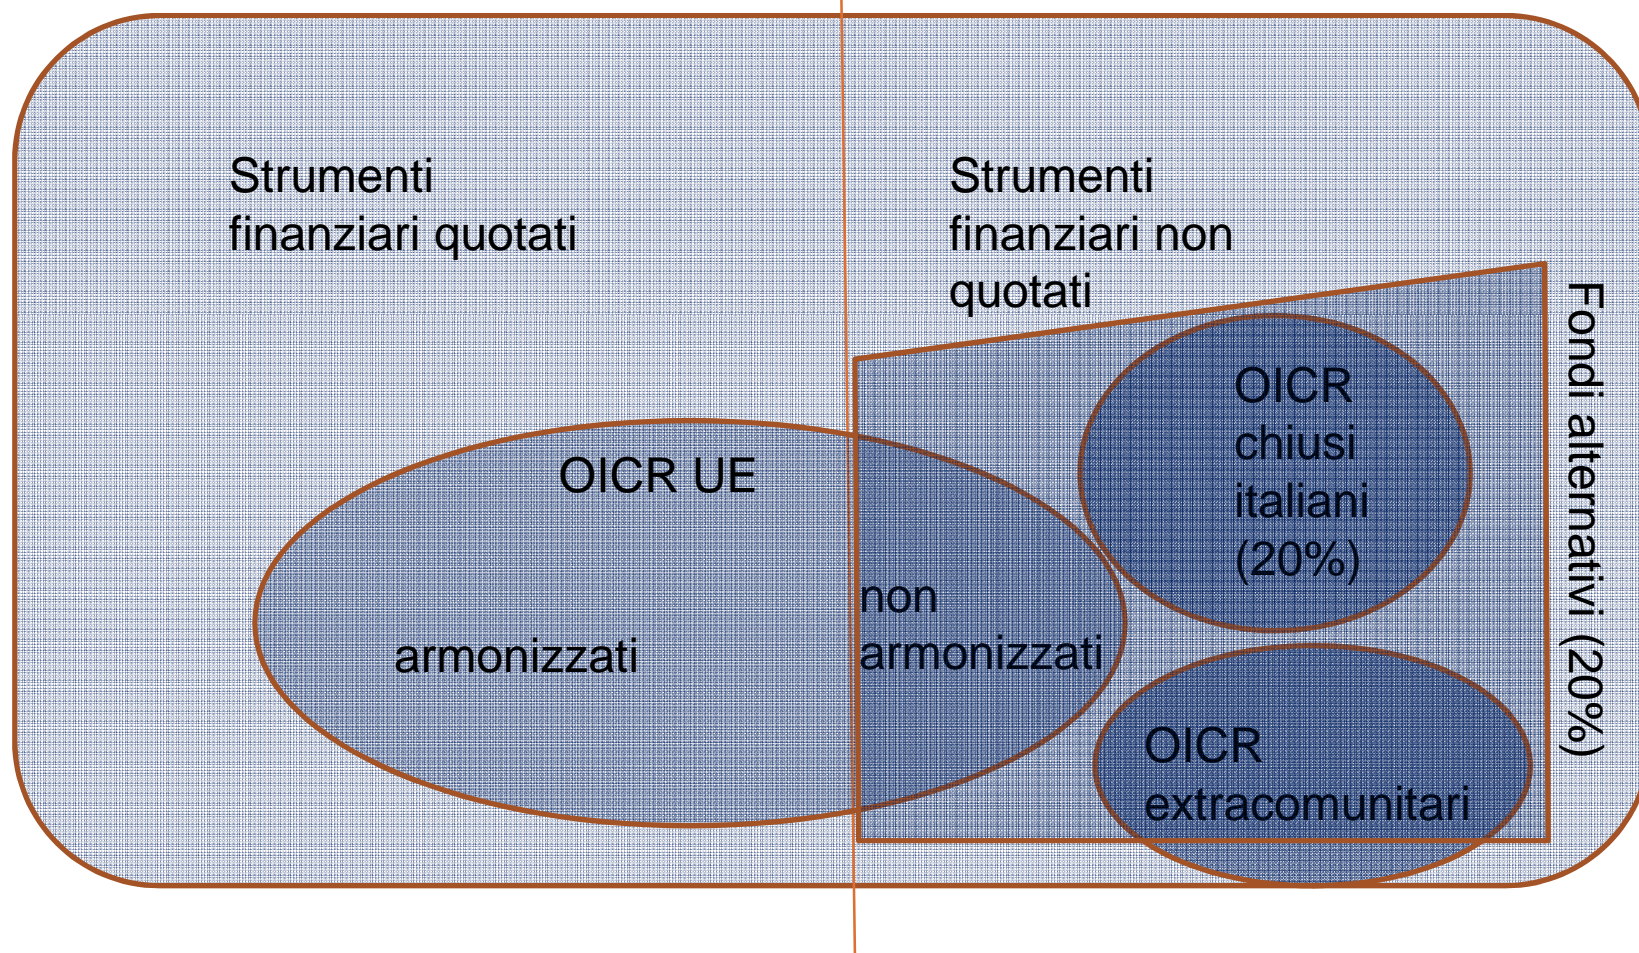 Strumenti
finanziari quotati
Strumenti
finanziari non
quotati
OICR UE
armonizzati
non
armonizzati
OICR
chiusi
italiani
(20%)
OICR
extracomunitari
Fondi alternativi (20%)